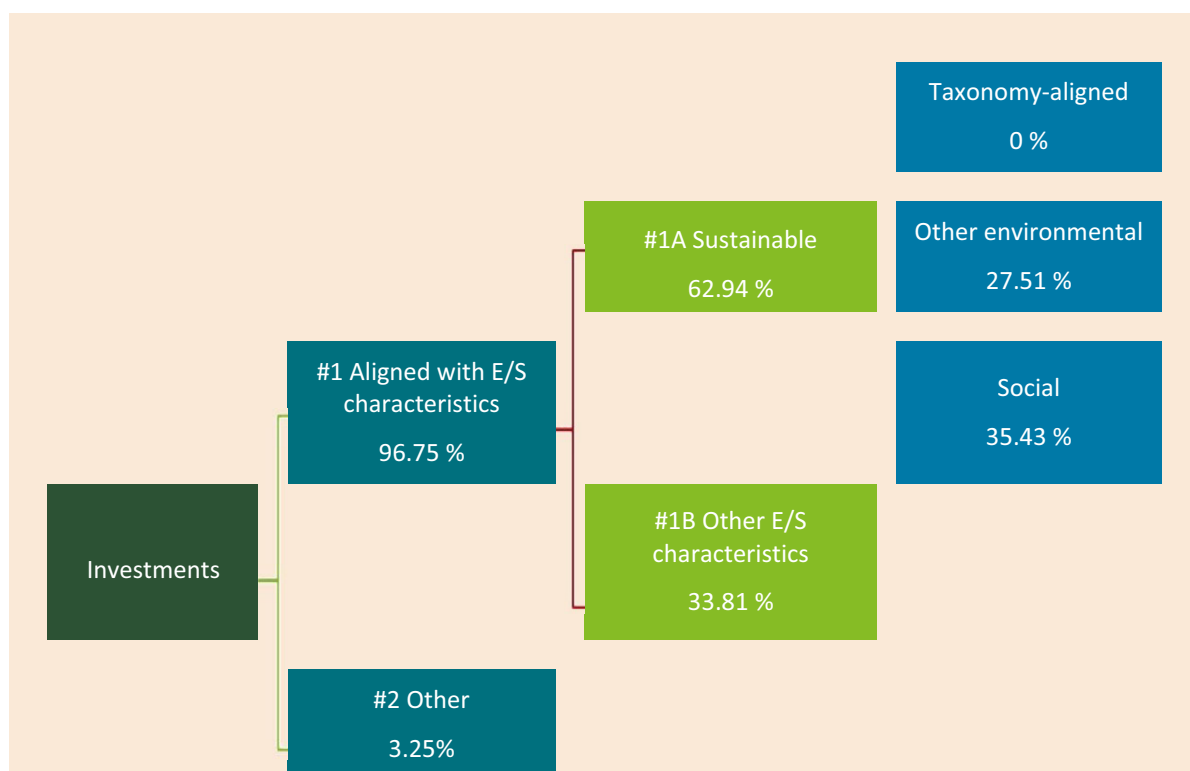 Taxonomy-aligned
0 %
#1A Sustainable
62.94 %
Other environmental
27.51 %
#1 Aligned with E/S
characteristics
96.75 %
Social
35.43 %
Investments
#1B Other E/S
characteristics
33.81 %
#2 Other
3.25%